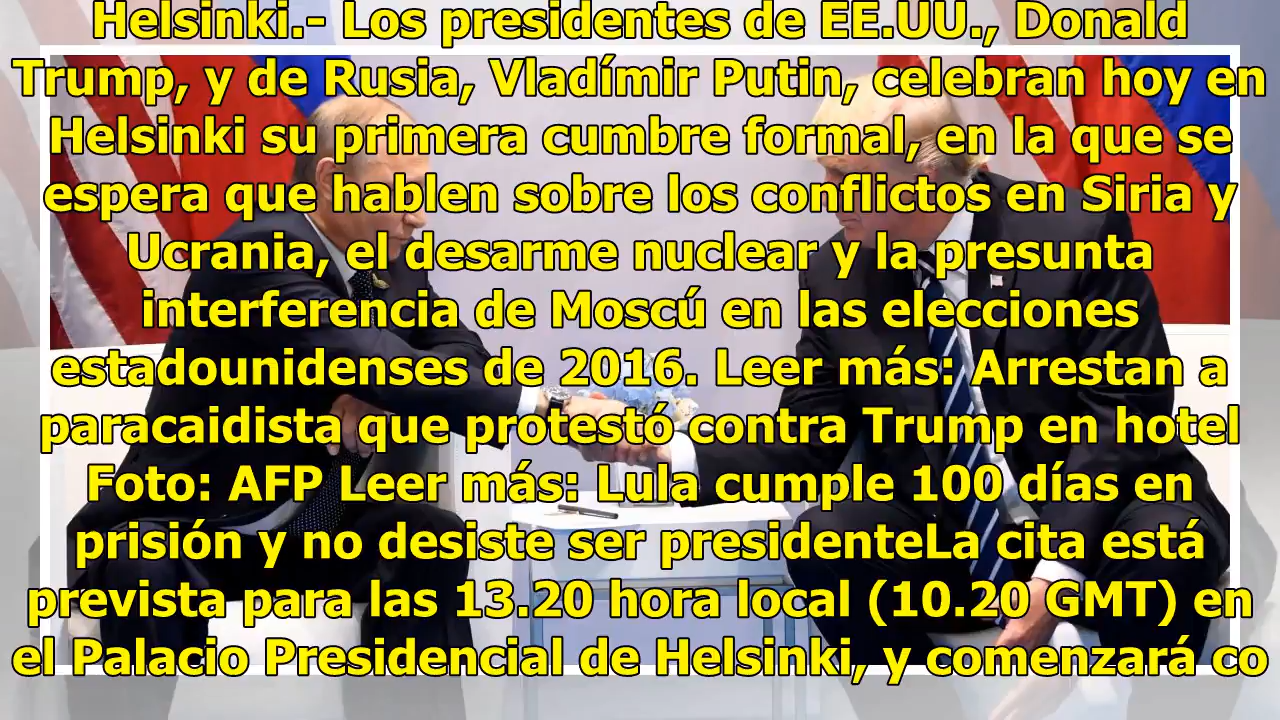 Helsinki.- Los presidentes de EE.UU., Donald
Trump, y de Rusia, Vladímir Putin, celebran hoy en
Helsinki su primera cumbre formal, en la que se
espera que hablen sobre los conflictos en Siria y
Ucrania, el desarme nuclear y la presunta
interferencia de Moscú en las elecciones
estadounidenses de 2016. Leer más: Arrestan a
paracaidista que protestó contra Trump en hotel
Foto: AFP Leer más: Lula cumple 100 días en
prisión y no desiste ser presidenteLa cita está
prevista para las 13.20 hora local (10.20 GMT) en
el Palacio Presidencial de Helsinki, y comenzará co